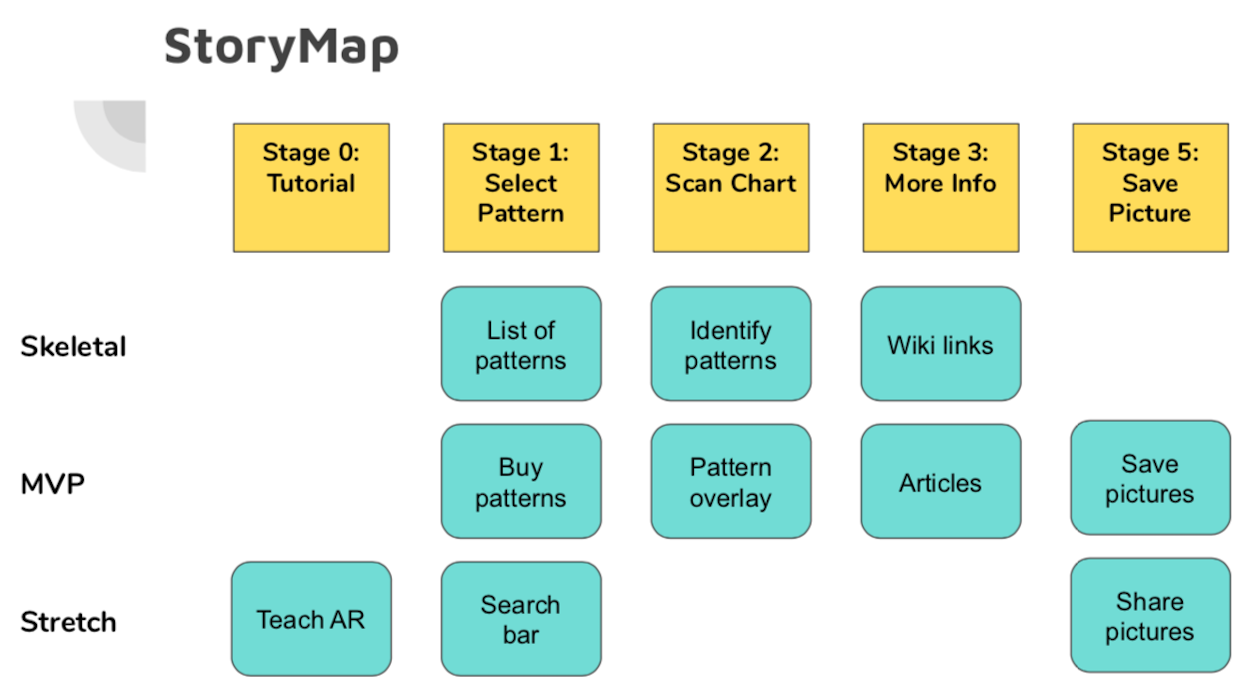 StoryMap
Stage 0:
Tutorial
Stage 1:
Select
Pattern
Stage 2:
Scan Chart
Stage 3:
More Info
Stage 5:
Save
Picture
Skeletal
List of
patterns
Identify
patterns
Wiki links
MVP
Buy
patterns
Pattern
overlay
Articles
Save
pictures
Stretch
Teach AR
Search
bar
Share
pictures